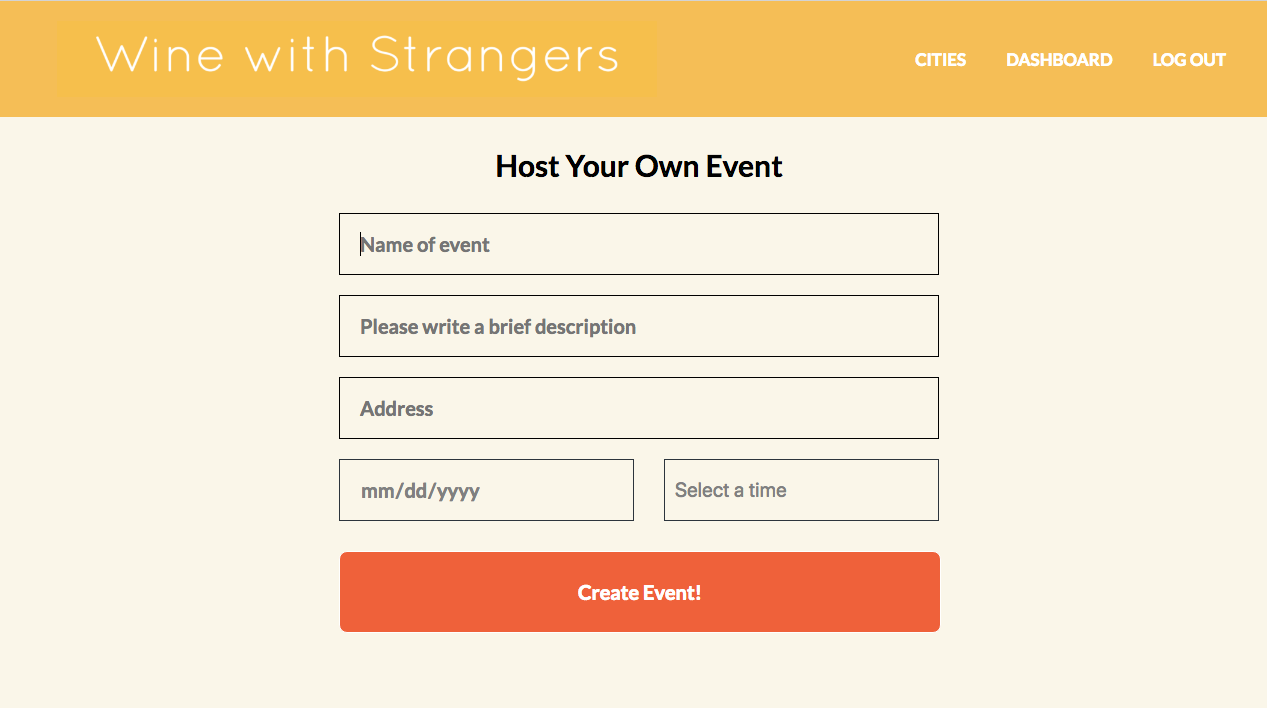 Wine with Strangers
CITIES DASHBOARD LOG OUT
Host Your Own Event
Name of event
Please write a brief description
Address
mm/dd/yyyy Select a time
Create Event!